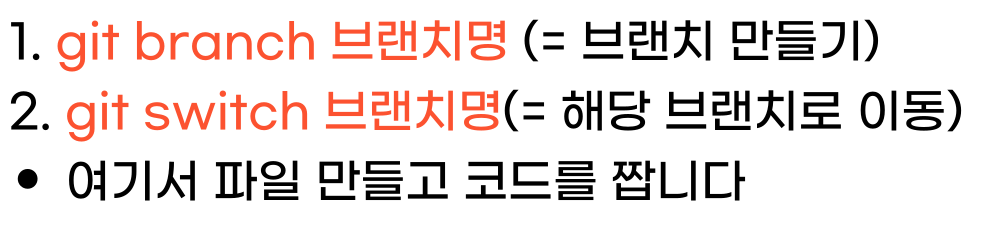 1. git branch 브랜치명 (= 브랜치 만들기)
2. git switch 브랜치명(= 해당 브랜치로 이동)
• 여기서 파일 만들고 코드를 짭니다